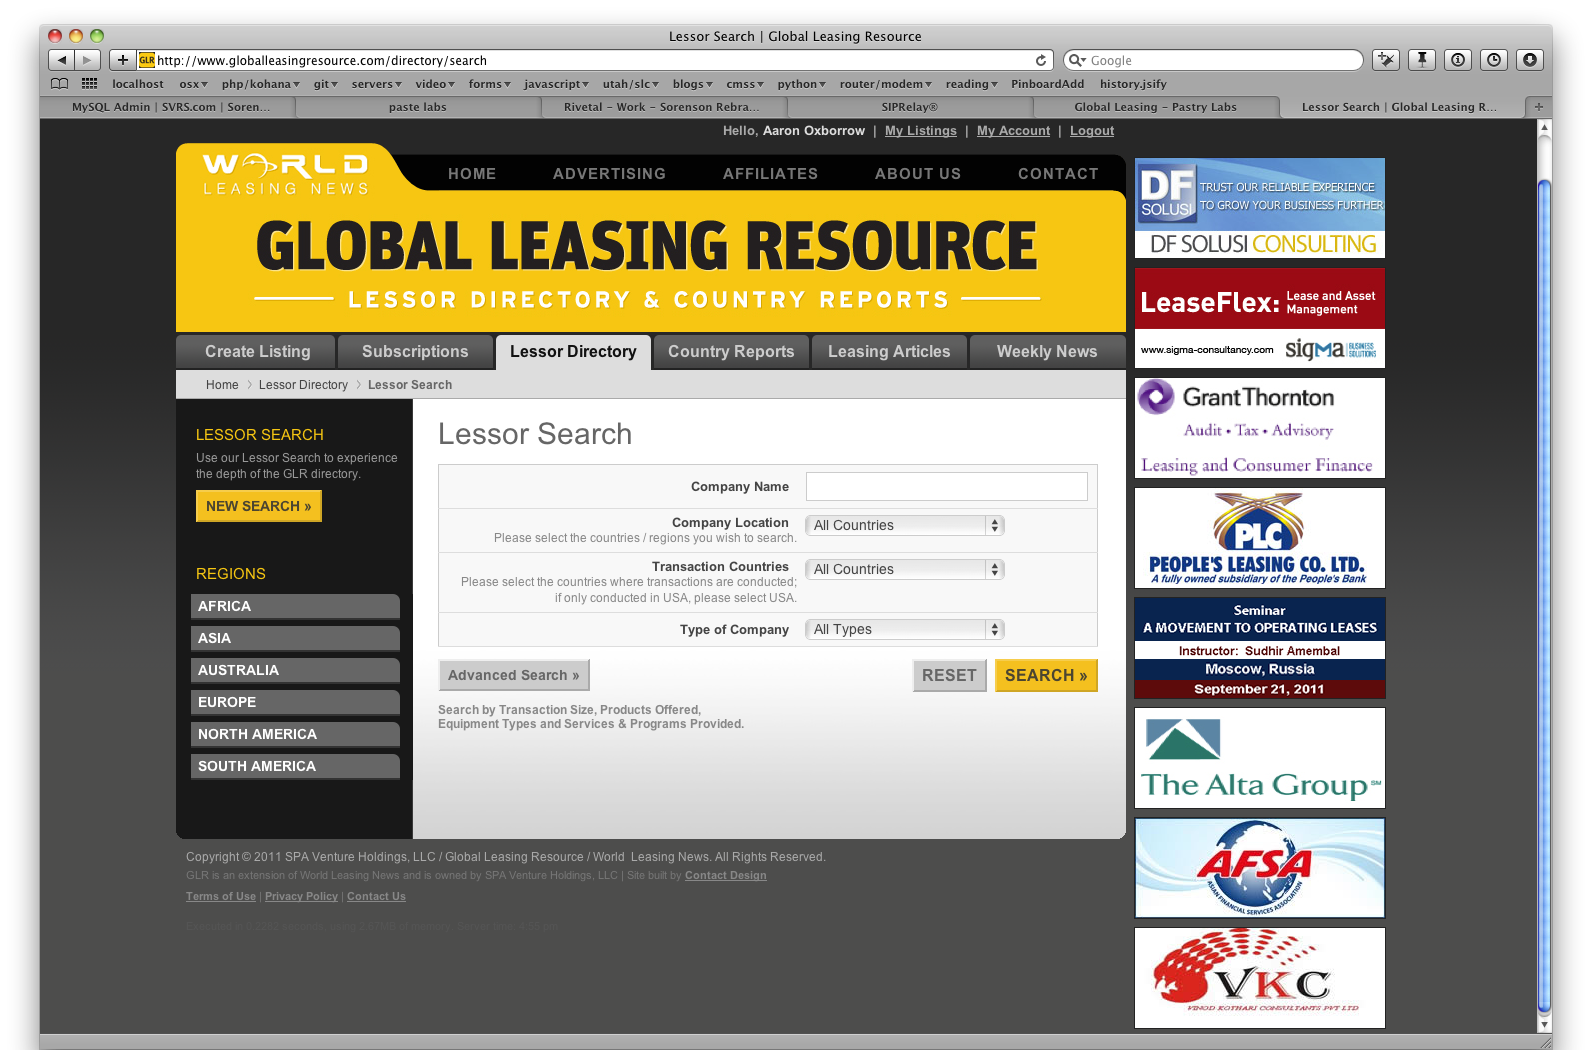 Lessor Search | Global Leasing Resource
GLR http://www.globalleasingresource.com/directory/search
Google
localhost osx php/kohana git servers video forms javascript utah/slc blogs cmss python router/modem reading PinboardAdd history.jsify
MySQL Admin | SVRS.com | Soren... paste labs Rivetal - Work - Sorenson Rebra... SIPRelay® Global Leasing - Pastry Labs Lessor Search | Global Leasing R...
Hello, Aaron Oxborrow | My Listings | My Account | Logout
WORLD
LEASING NEWS
HOME ADVERTISING AFFILIATES ABOUT US CONTACT
GLOBAL LEASING RESOURCE
LESSOR DIRECTORY & COUNTRY REPORTS
Create Listing Subscriptions Lessor Directory Country Reports Leasing Articles Weekly News
Home Lessor Directory Lessor Search
LESSOR SEARCH
Use our Lessor Search to experience
the depth of the GLR directory.
NEW SEARCH »
REGIONS
AFRICA
ASIA
AUSTRALIA
EUROPE
NORTH AMERICA
SOUTH AMERICA
Lessor Search
Company Name
Company Location All Countries
Please select the countries / regions you wish to search.
Transaction Countries All Countries
Please select the countries where transactions are conducted;
if only conducted in USA, please select USA.
Type of Company All Types
Advanced Search » RESET SEARCH »
Search by Transaction Size, Products Offered,
Equipment Types and Services & Programs Provided.
DF
SOLUSI
TRUST OUR RELIABLE EXPERIENCE
TO GROW YOUR BUSINESS FURTHER
DF SOLUSI CONSULTING
LeaseFlex: Lease and Asset
Management
www.sigma-consultancy.com sigma BUSINESS
SOLUTIONS
Grant Thornton
Audit • Tax • Advisory
Leasing and Consumer Finance
PLC
PEOPLE'S LEASING CO. LTD.
A fully owned subsidiary of the People's Bank
Seminar
A MOVEMENT TO OPERATING LEASES
Instructor: Sudhir Amembal
Moscow, Russia
September 21, 2011
The Alta Group SM
AFSA
ASIAN FINANCIAL SERVICES ASSOCIATION
VKC
VINOD KOTHARI CONSULTANTS PVT LTD
Copyright © 2011 SPA Venture Holdings, LLC / Global Leasing Resource / World Leasing News. All Rights Reserved.
GLR is an extension of World Leasing News and is owned by SPA Venture Holdings, LLC | Site built by Contact Design
Terms of Use | Privacy Policy | Contact Us